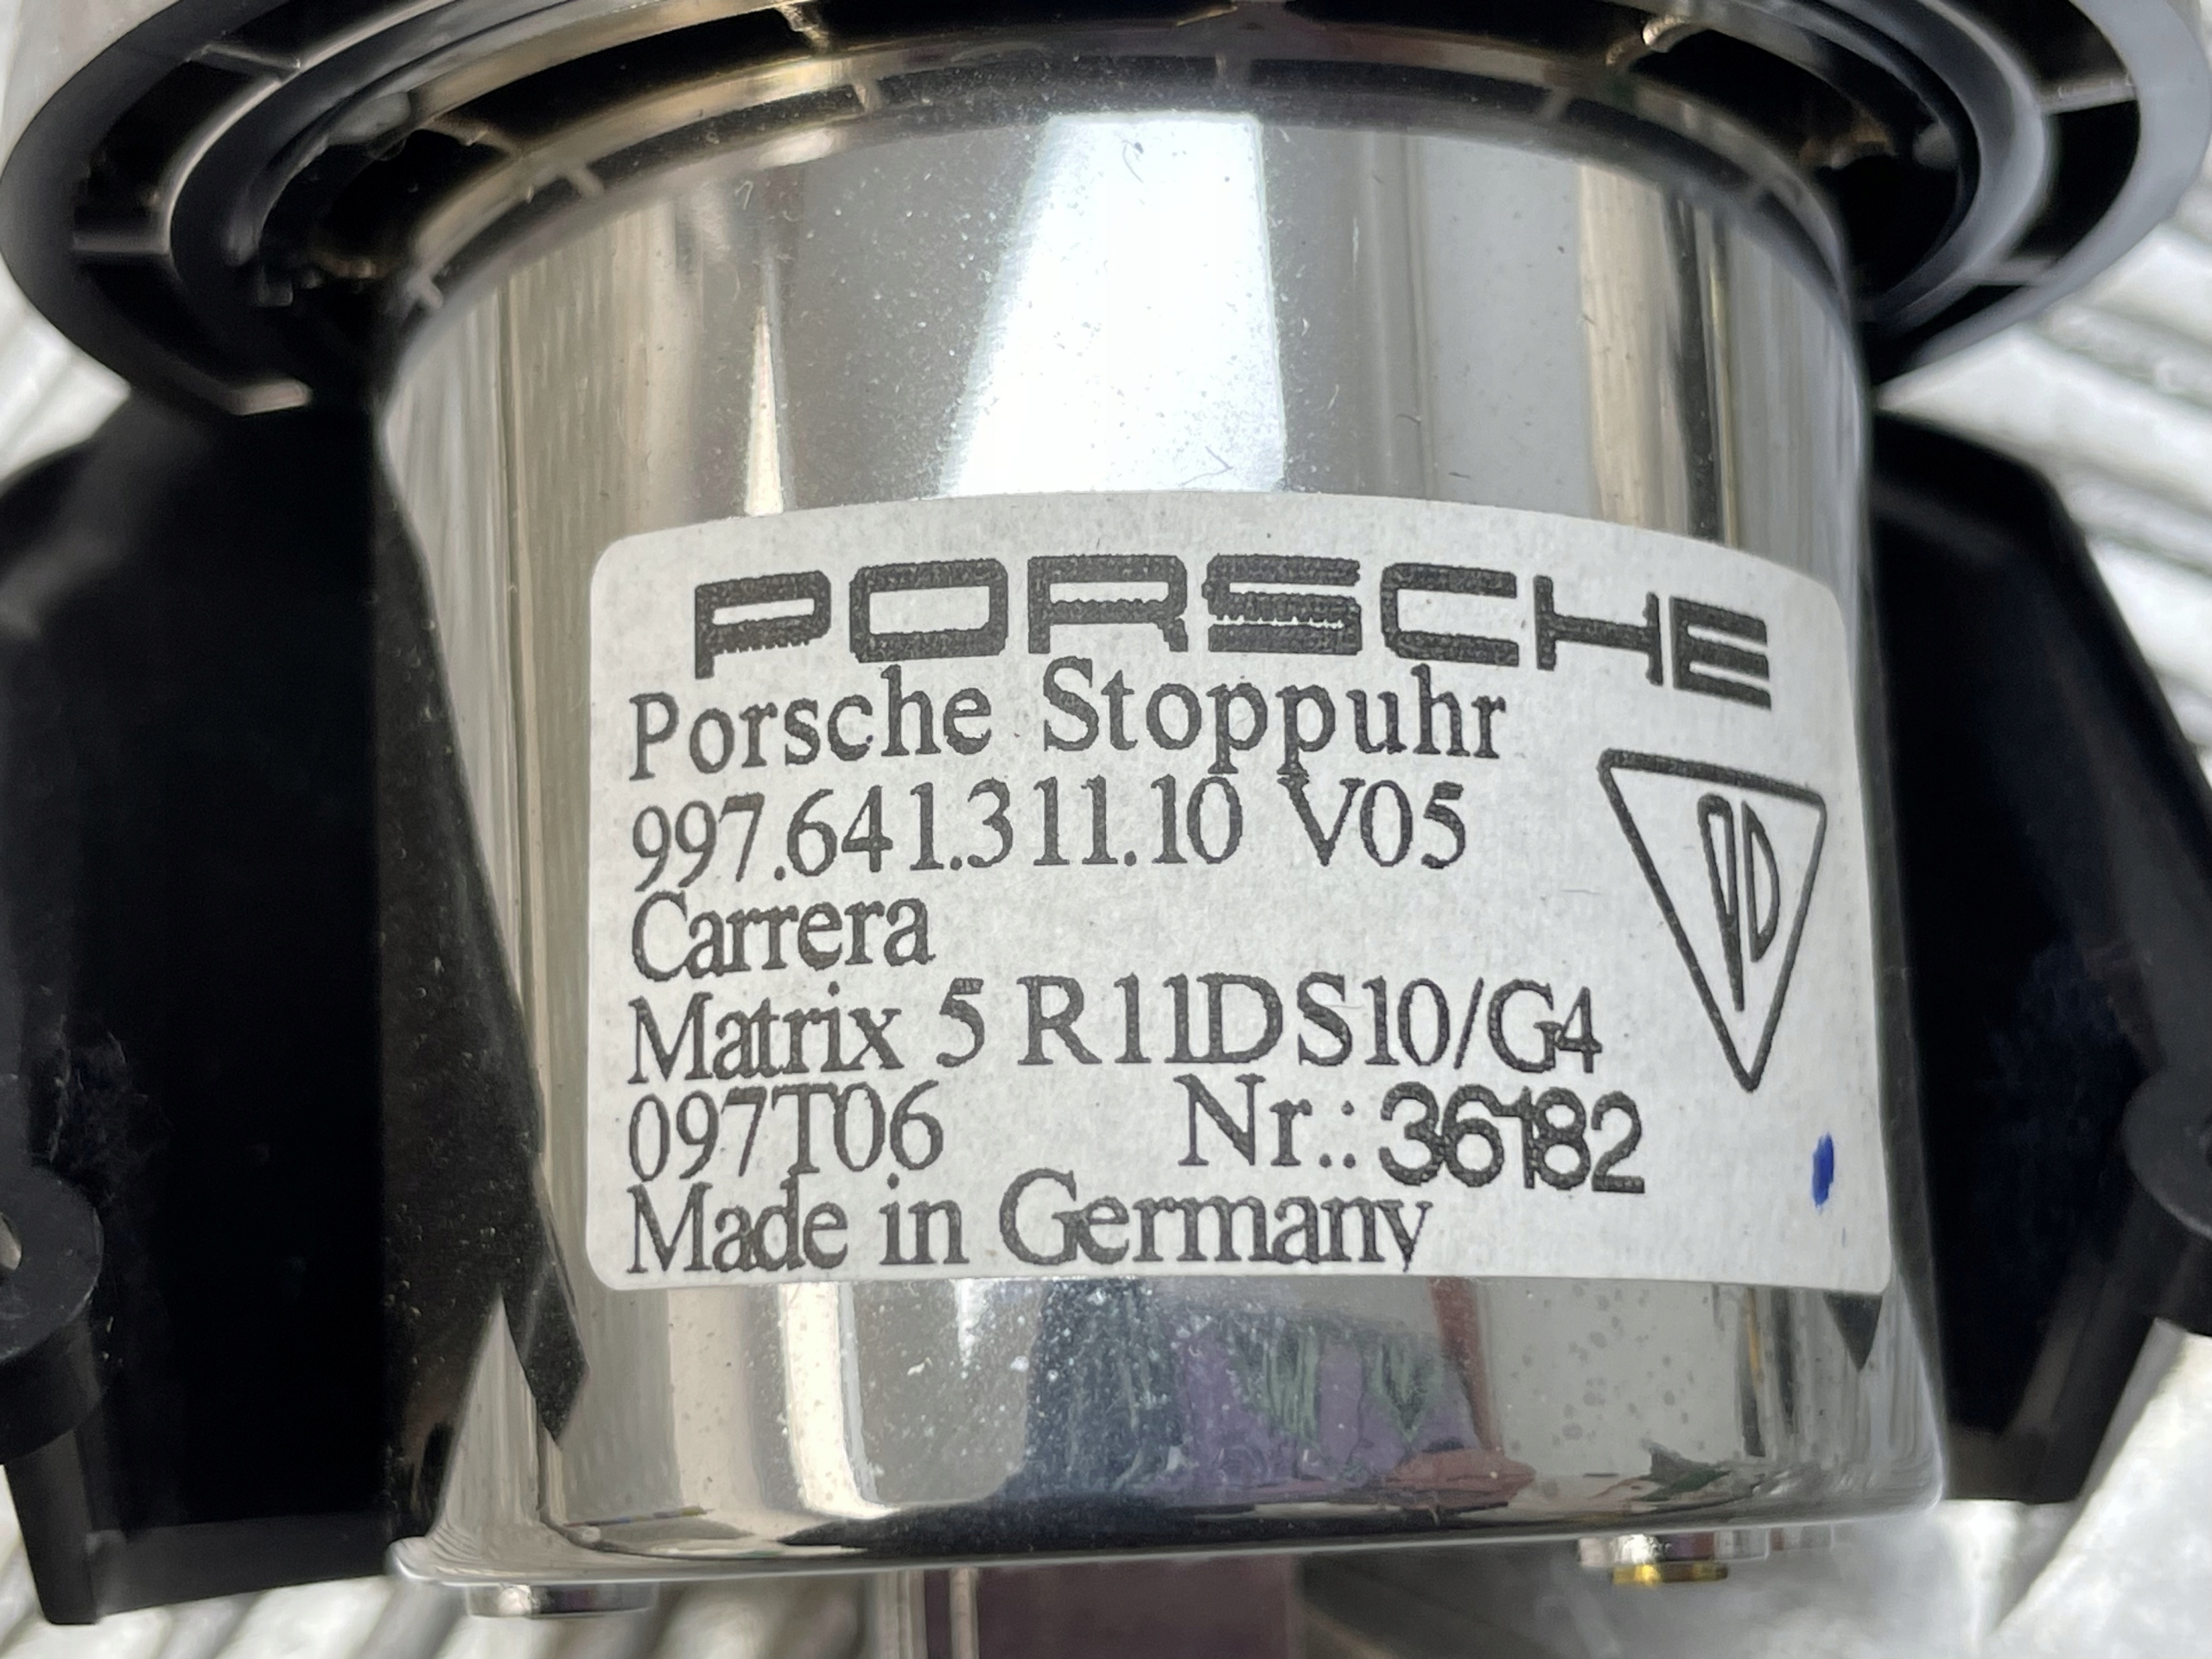 PORSCHE
Porsche Stoppuhr
997.641.311.10 V05
Carrera
Matrix 5 R11DS10/G4
097T06 Nr.: 36182
Made in Germany